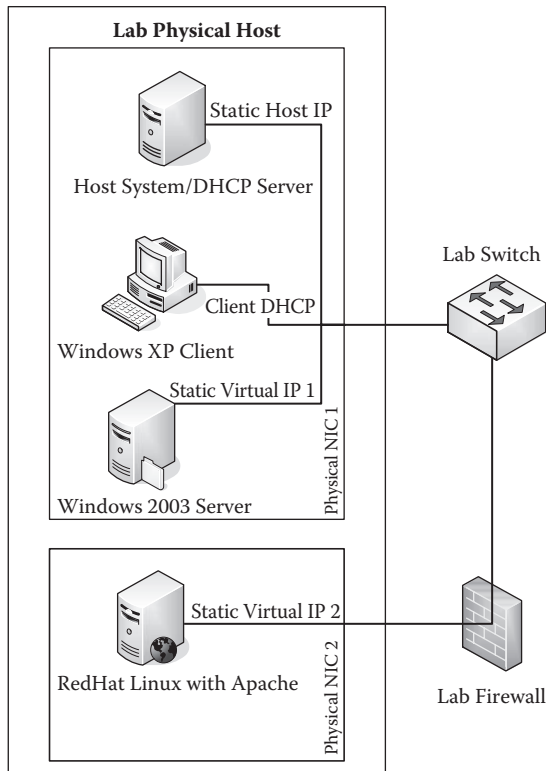 Lab Physical Host
Static Host IP
Host System/DHCP Server
Lab Switch
Client DHCP
Windows XP Client
Static Virtual IP 1
Windows 2003 Server
Physical NIC 1
Static Virtual IP 2
RedHat Linux with Apache
Physical NIC 2
Lab Firewall